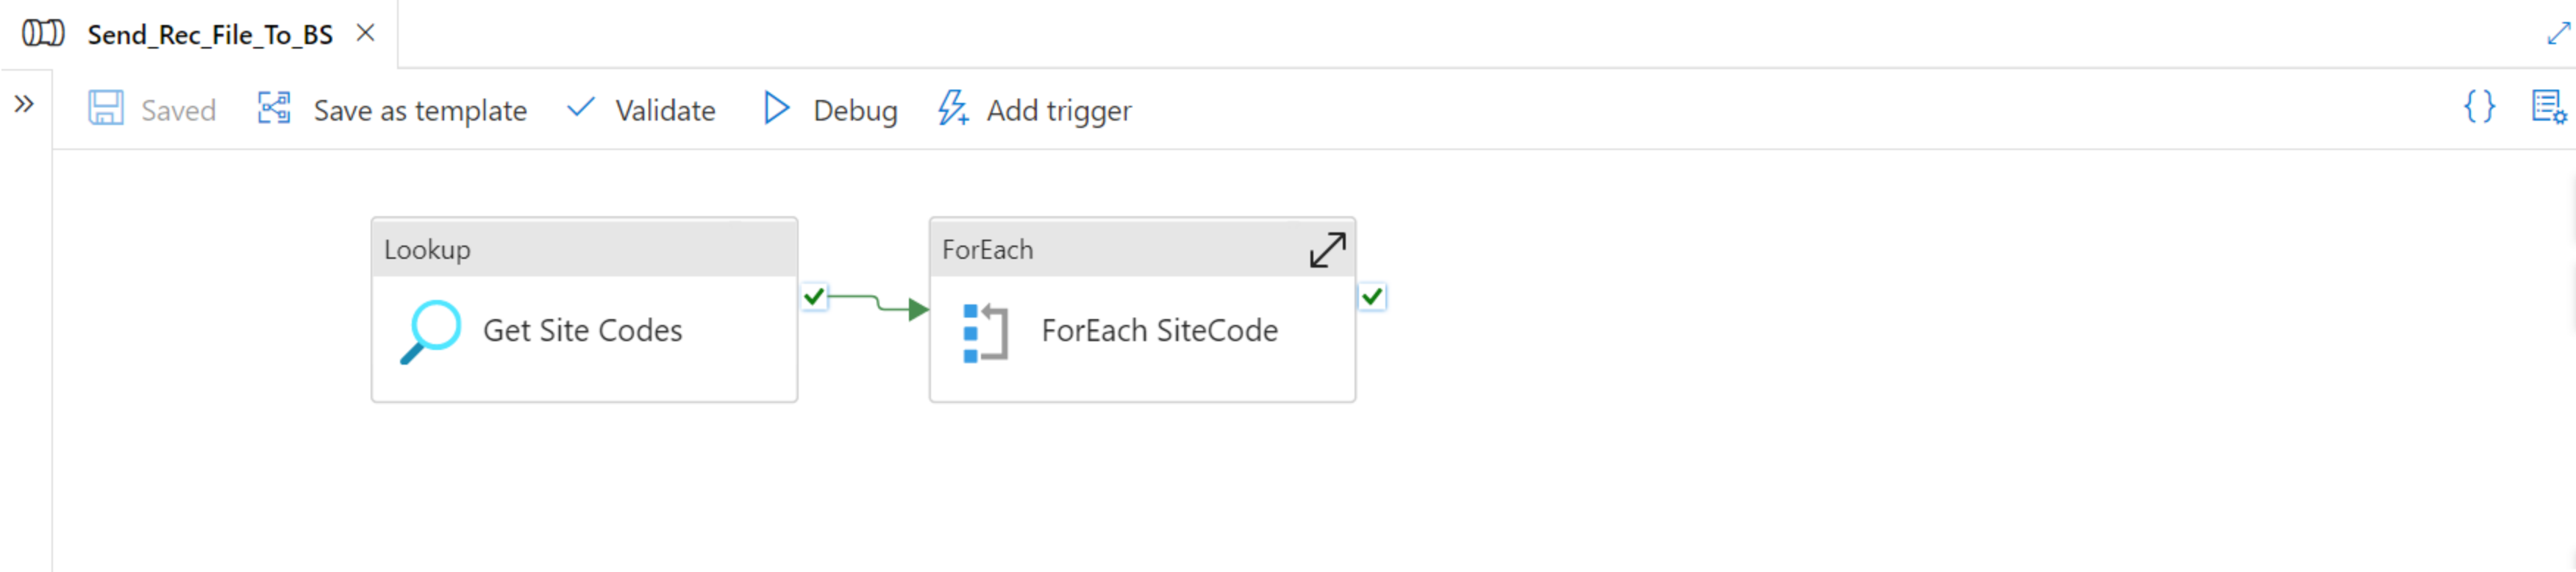 Send_Rec_File_To_BS
Saved Save as template Validate Debug Add trigger
Lookup
Get Site Codes
ForEach
ForEach SiteCode